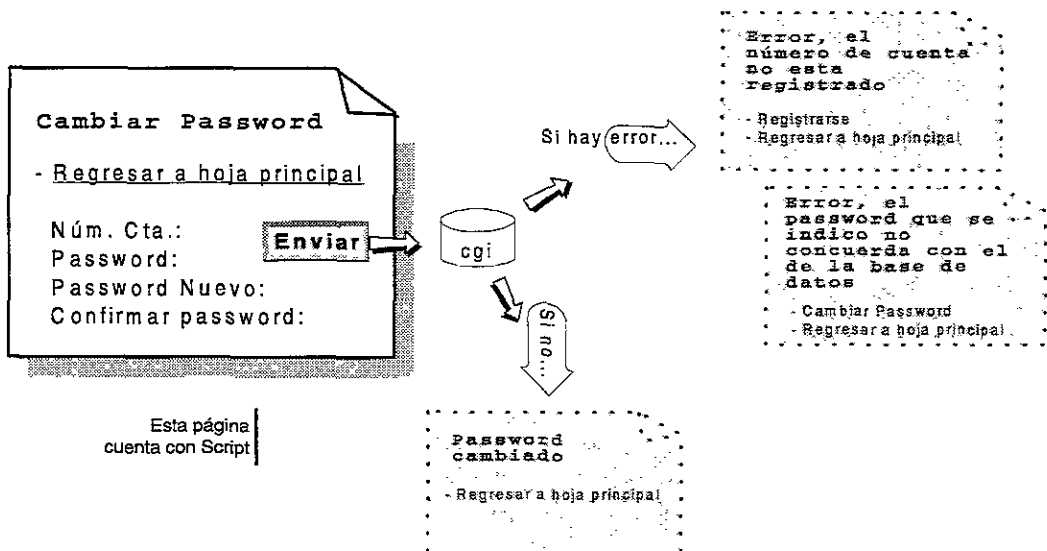 Cambiar Password
- Regresar a hoja principal
Núm. Cta.:
Password:
Password Nuevo:
Confirmar password:
Enviar
Esta página
cuenta con Script
cgi
Si hay error...
Si no...
Error, el
número de cuenta
no esta
registrado
- Registrarse
- Regresar a hoja principal
Error, el
password que se
indico no
concuerda con el
de la base de
datos
- Cambiar Password
- Regresar a hoja principal
Password
cambiado
- Regresar a hoja principal